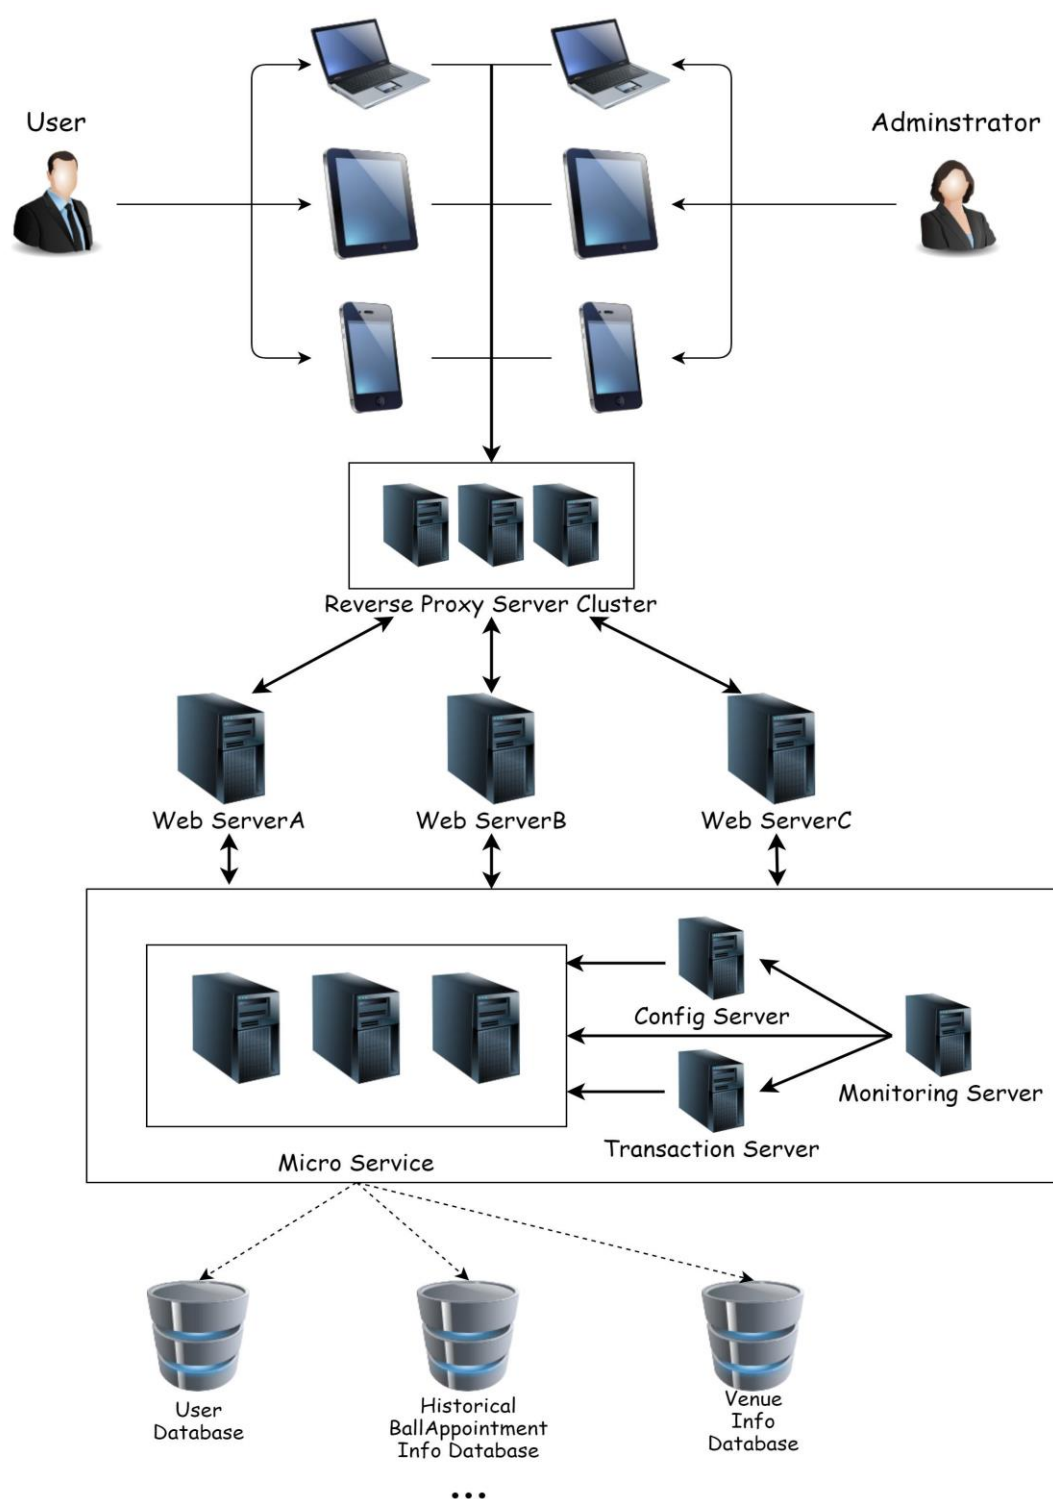 User
Adminstrator
Reverse Proxy Server Cluster
Web ServerA
Web ServerB
Web ServerC
Config Server
Monitoring Server
Transaction Server
Micro Service
User
Database
Historical
BallAppointment
Info Database
Venue
Info
Database
...